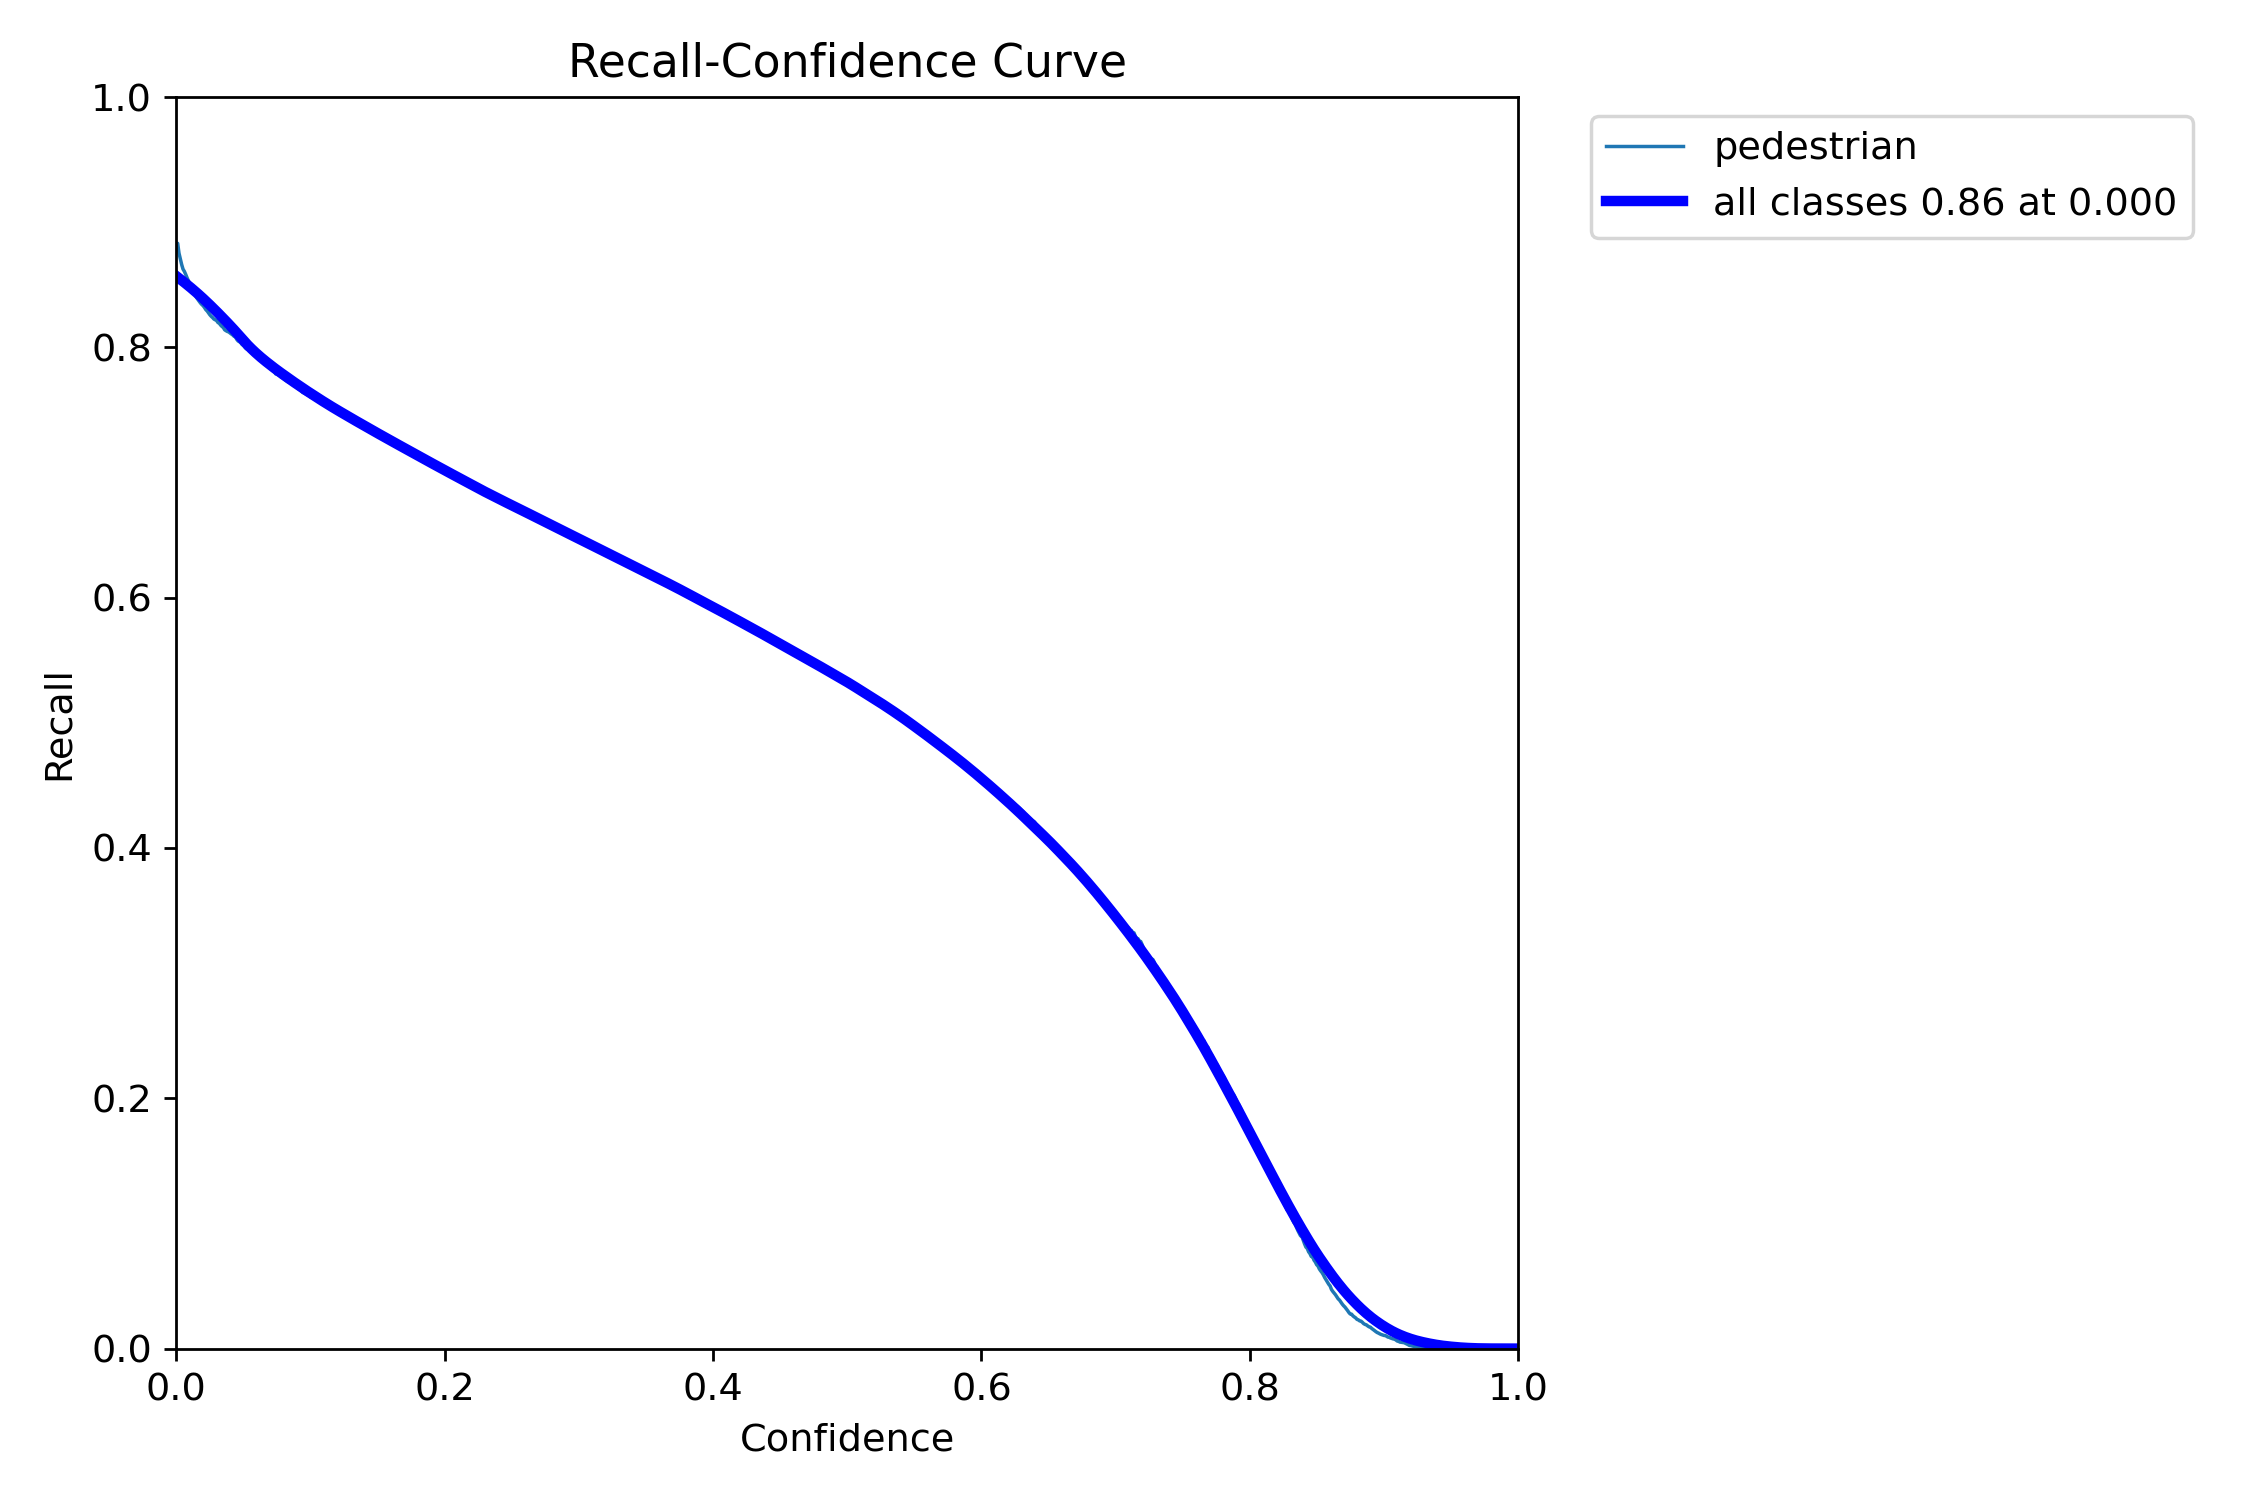 Recall-Confidence Curve
1.0
0.8
0.6
0.4
0.2
0.0
Recall
0.0 0.2 0.4 0.6 0.8 1.0
Confidence
pedestrian
all classes 0.86 at 0.000